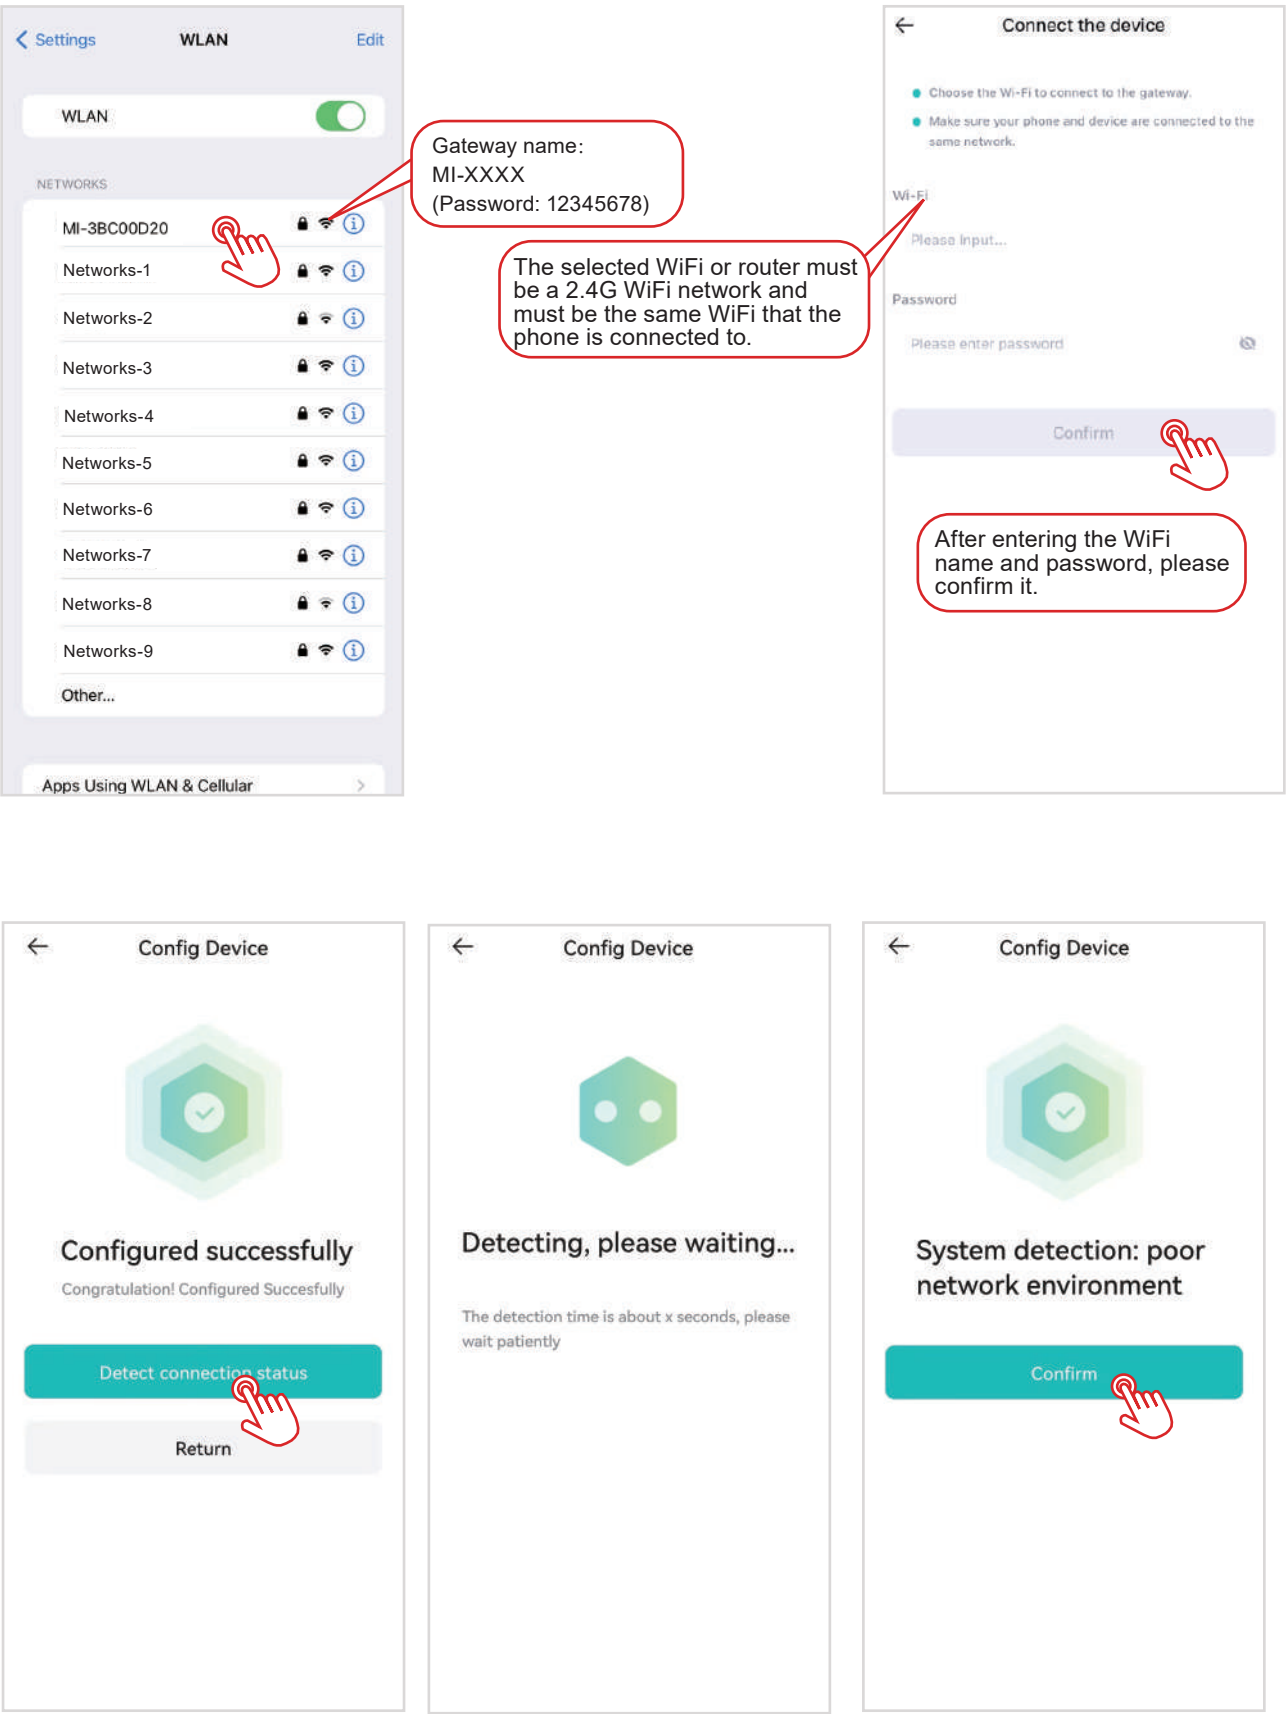 Settings
WLAN
Edit
WLAN
NETWORKS
MI-3BC00D20
Networks-1
Networks-2
Networks-3
Networks-4
Networks-5
Networks-6
Networks-7
Networks-8
Networks-9
Other...
Apps Using WLAN & Cellular
Gateway name:
MI-XXXX
(Password: 12345678)
The selected WiFi or router must
be a 2.4G WiFi network and
must be the same WiFi that the
phone is connected to.
Connect the device
Choose the Wi-Fi to connect to the gateway.
Make sure your phone and device are connected to the
same network.
Wi-Fi
Please Input...
Password
Please enter password
Confirm
After entering the WiFi
name and password, please
confirm it.
Config Device
Configured successfully
Congratulation! Configured Succesfully
Detect connection status
Return
Config Device
Detecting, please waiting...
The detection time is about x seconds, please
wait patiently
Config Device
System detection: poor
network environment
Confirm